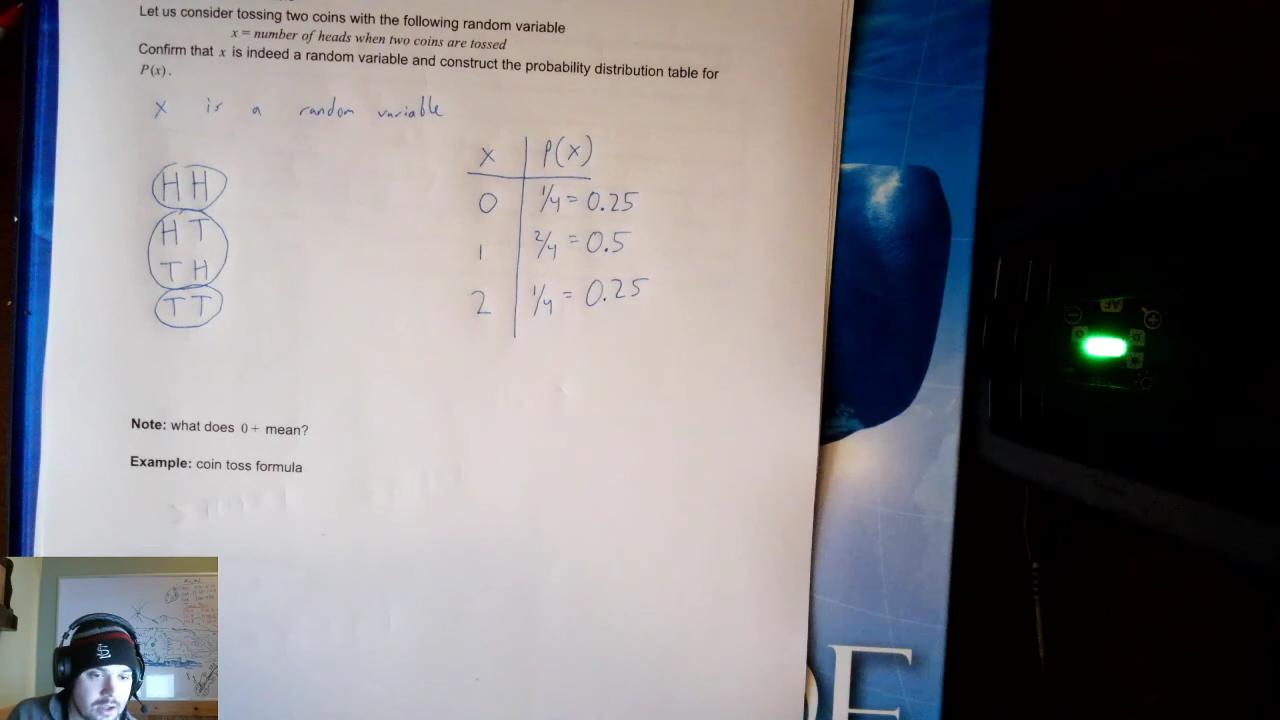 Let us consider tossing two coins with the following random variable
x = number of heads when two coins are tossed
Confirm that x is indeed a random variable and construct the probability distribution table for
P(x).
x is a random variable
x P(x)
HH
0 1/4 = 0.25
HT
1 2/4 = 0.5
TH
2 1/4 = 0.25
TT
Note: what does 0+ mean?
Example: coin toss formula
AF
STL
DE